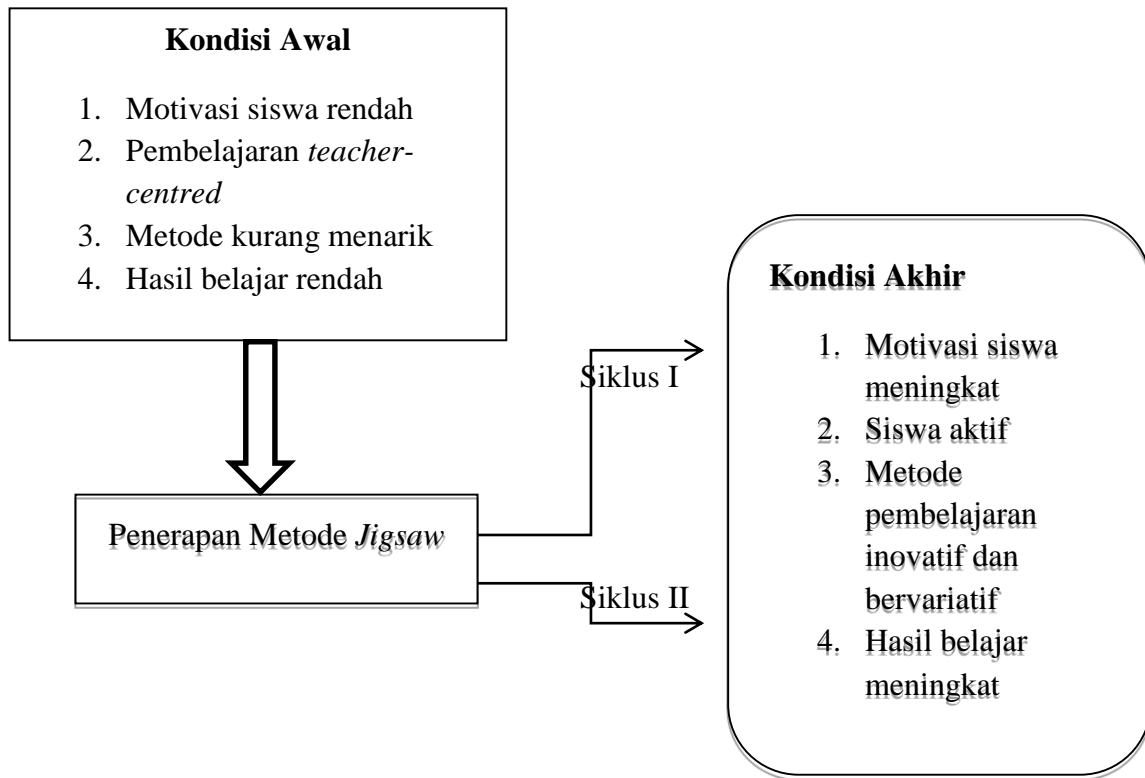 Kondisi Awal
1. Motivasi siswa rendah
2. Pembelajaran teacher-
centred
3. Metode kurang menarik
4. Hasil belajar rendah
Penerapan Metode Jigsaw
Siklus I
Siklus II
Kondisi Akhir
1. Motivasi siswa
meningkat
2. Siswa aktif
3. Metode
pembelajaran
inovatif dan
bervariatif
4. Hasil belajar
meningkat